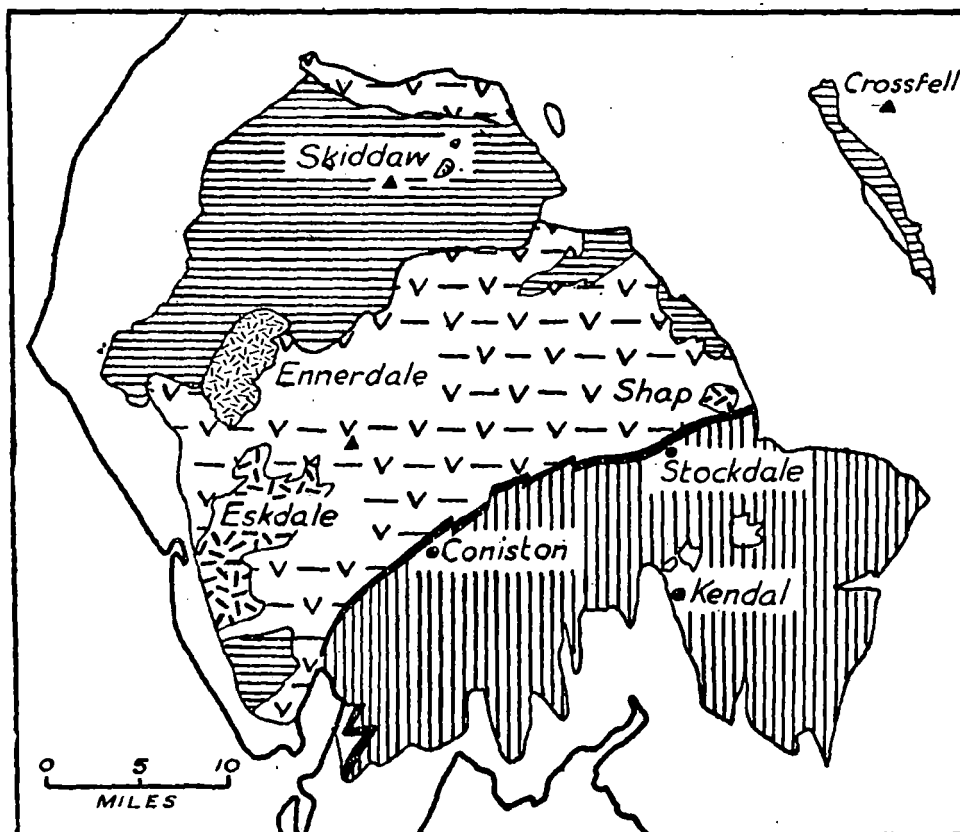 Crossfell
Skiddaw
Ennerdale
Shap
Stockdale
Eskdale
Coniston
Kendal
0 5 10
MILES